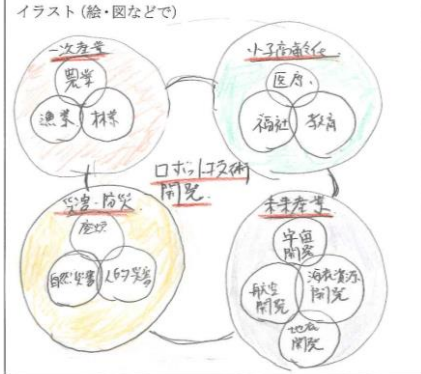 イラスト(絵・図などで)
一次産業
農業
漁業
林業
少子高齢化
医療
福祉
教育
ロボット技術
開発
災害・防災
自然災害
人的災害
未来産業
宇宙
開発
航空
開発
海底資源
開発
地底
開発